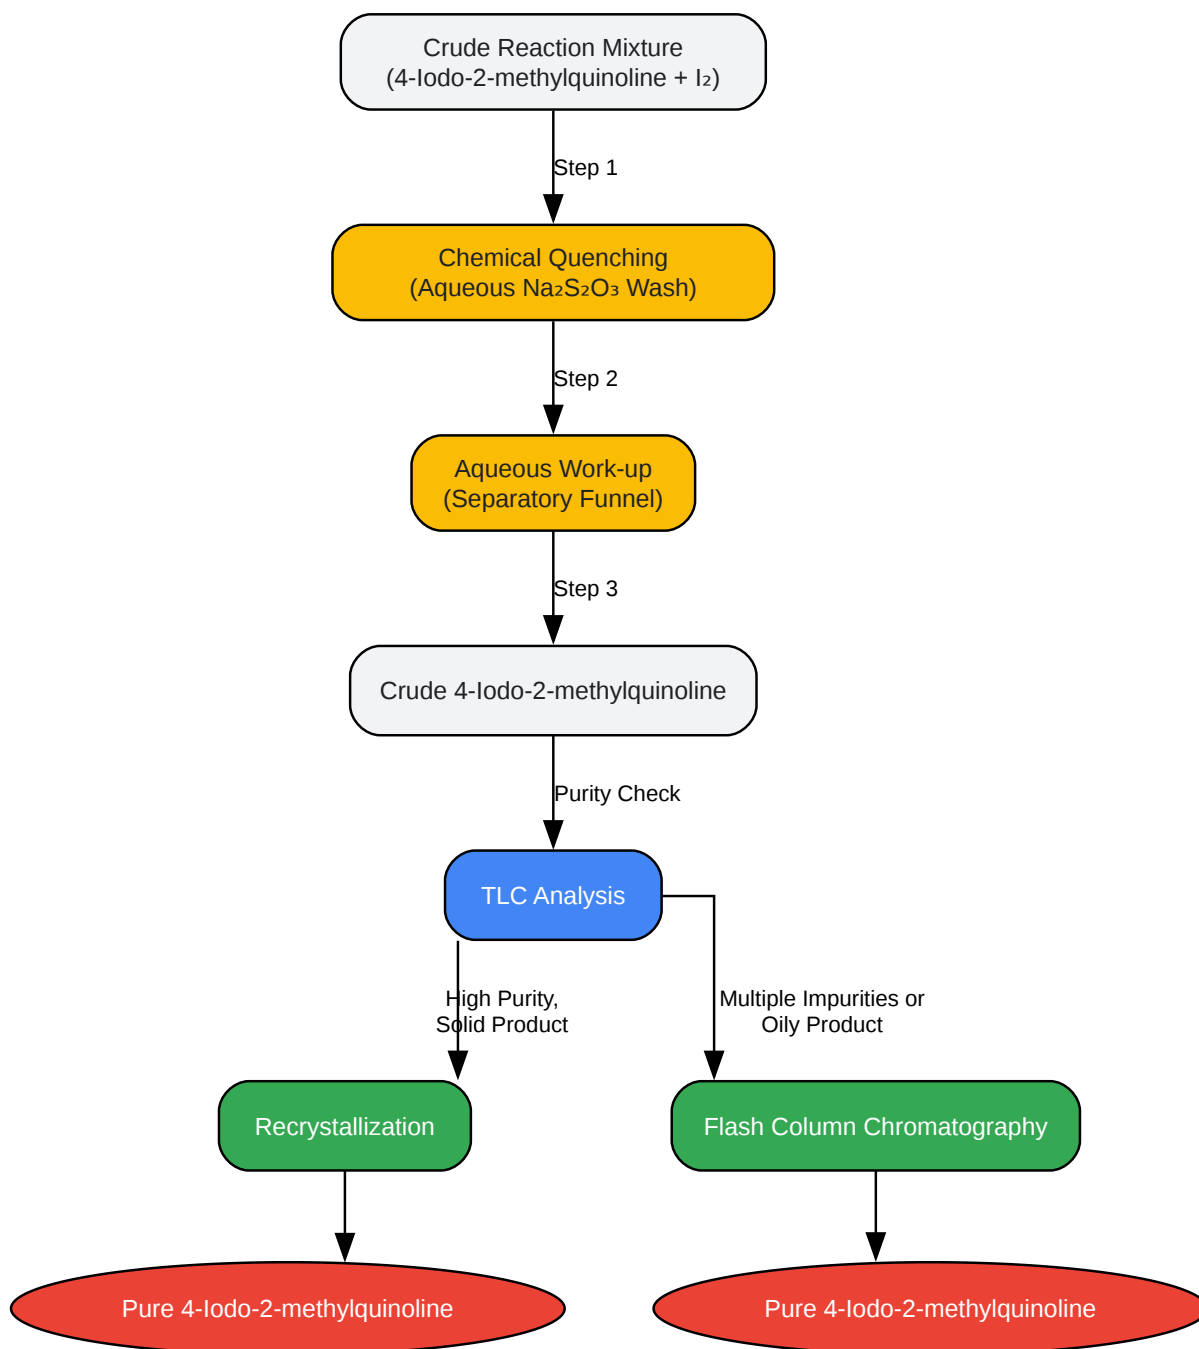 Crude Reaction Mixture
(4-Iodo-2-methylquinoline + I₂)
Step 1
Chemical Quenching
(Aqueous Na₂S₂O₃ Wash)
Step 2
Aqueous Work-up
(Separatory Funnel)
Step 3
Crude 4-Iodo-2-methylquinoline
Purity Check
TLC Analysis
High Purity,
Solid Product
Multiple Impurities or
Oily Product
Recrystallization
Flash Column Chromatography
Pure 4-Iodo-2-methylquinoline
Pure 4-Iodo-2-methylquinoline